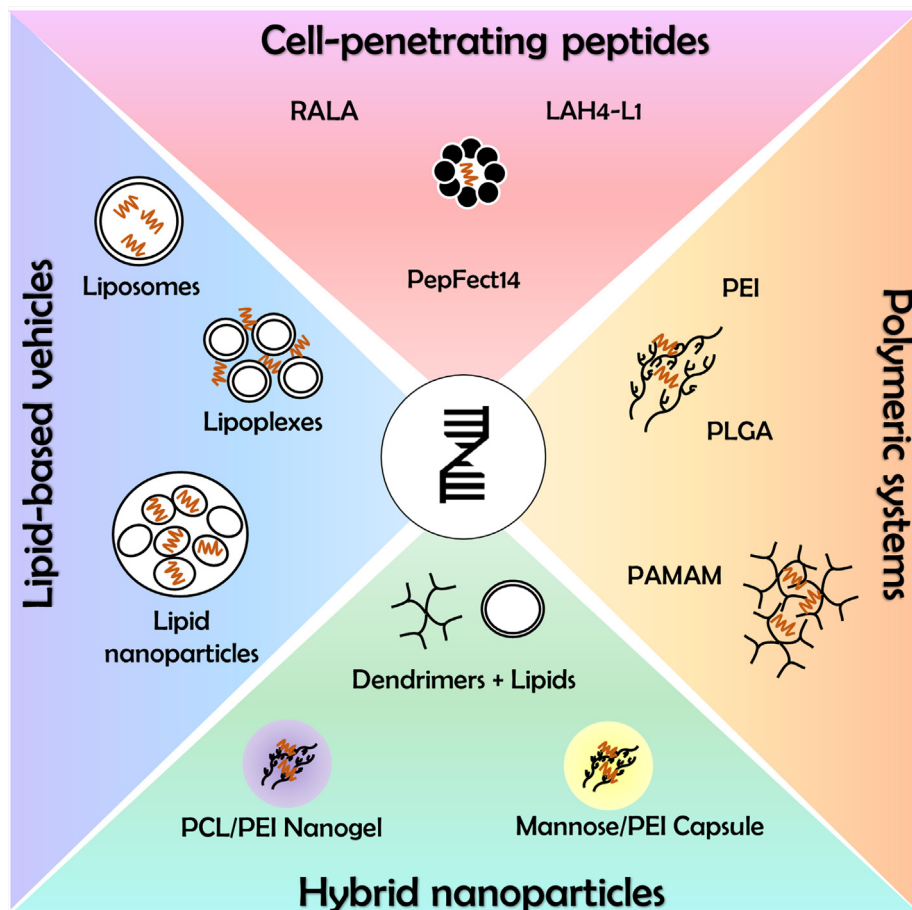 Cell-penetrating peptides
RALA
LAH4-L1
PepFect14
Lipid-based vehicles
Liposomes
Lipoplexes
Lipid
nanoparticles
Polymeric systems
PEI
PLGA
PAMAM
Dendrimers + Lipids
PCL/PEI Nanogel
Mannose/PEI Capsule
Hybrid nanoparticles